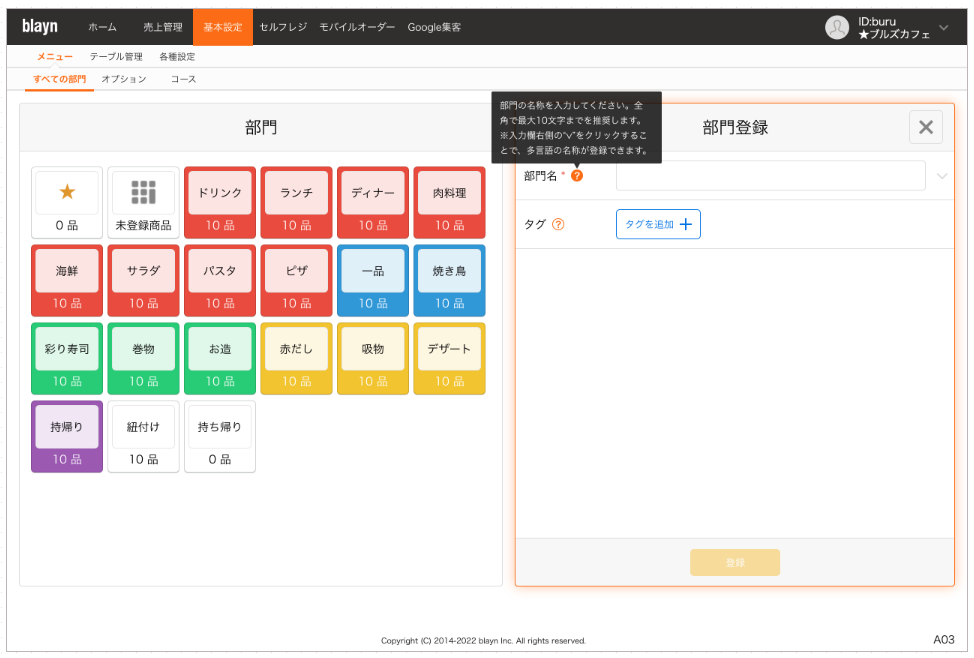 blayn ホーム 売上管理 基本設定 セルフレジ モバイルオーダー Google集客
ID:buru
★ブルズカフェ
メニュー テーブル管理 各種設定
すべての部門 オプション コース
部門
0 品
未登録商品
ドリンク
10 品
ランチ
10 品
ディナー
10 品
肉料理
10 品
海鮮
10 品
サラダ
10 品
パスタ
10 品
ピザ
10 品
一品
10 品
焼き鳥
10 品
彩り寿司
10 品
巻物
10 品
お造
10 品
赤だし
10 品
吸物
10 品
デザート
10 品
持帰り
10 品
紐付け
10 品
持ち帰り
0 品
部門の名称を入力してください。全
角で最大10文字までを推奨します。
※入力欄右側の"∨"をクリックするこ
とで、多言語の名称が登録できます。
部門登録
部門名 * ?
タグ ? タグを追加 +
登録
Copyright (C) 2014-2022 blayn Inc. All rights reserved.
A03